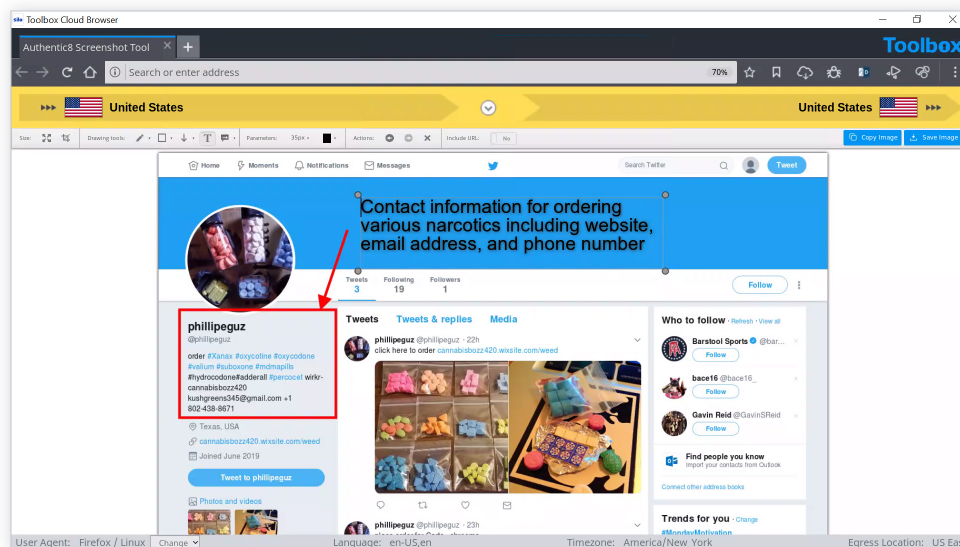 silo Toolbox Cloud Browser
Authentic8 Screenshot Tool
Toolbox
Search or enter address
70%
United States
United States
Size:
Drawing tools:
T
Parameters:
35px
Actions:
Include URL:
No
Copy Image
Save Image
Home
Moments
Notifications
Messages
Search Twitter
Tweet
Contact information for ordering
various narcotics including website,
email address, and phone number
Tweets
3
Following
19
Followers
1
Follow
phillipeguz
@phillipeguz
order #Xanax #oxycotine #oxycodone
#valium #suboxone #mdmapills
#hydrocodone#adderall #percocet wirkr-
cannabisbozz420
kushgreens345@gmail.com +1
802-438-8671
Texas, USA
cannabisbozz420.wixsite.com/weed
Joined June 2019
Tweet to phillipeguz
Photos and videos
Tweets
Tweets & replies
Media
phillipeguz @phillipeguz · 22h
click here to order cannabisbozz420.wixsite.com/weed
phillipeguz @phillipeguz · 23h
Who to follow · Refresh · View all
Barstool Sports @bar...
Follow
bace16 @bace16_
Follow
Gavin Reid @GavinSReid
Follow
Find people you know
Import your contacts from Outlook
Connect other address books
Trends for you · Change
#MondayMotivation
User Agent: Firefox / Linux
Change
Language: en-US,en
Timezone: America/New York
Egress Location: US Eas